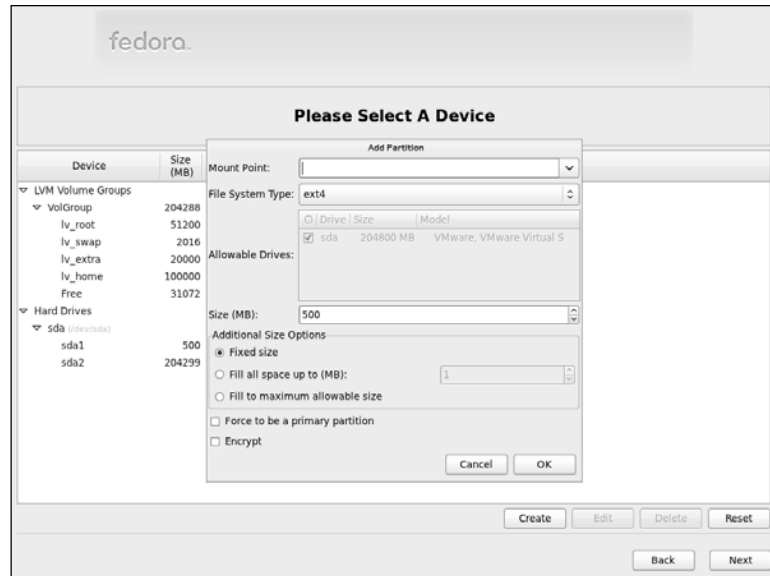 fedora.
Please Select A Device
Device
Size
(MB)
LVM Volume Groups
VolGroup 204288
lv_root 51200
lv_swap 2016
lv_extra 20000
lv_home 100000
Free 31072
Hard Drives
sda (/dev/sda)
sda1 500
sda2 204299
Add Partition
Mount Point:
File System Type: ext4
Drive Size Model
Allowable Drives:
sda 204800 MB VMware, VMware Virtual S
Size (MB): 500
Additional Size Options
Fixed size
Fill all space up to (MB): 1
Fill to maximum allowable size
Force to be a primary partition
Encrypt
Cancel OK
Create Edit Delete Reset
Back Next